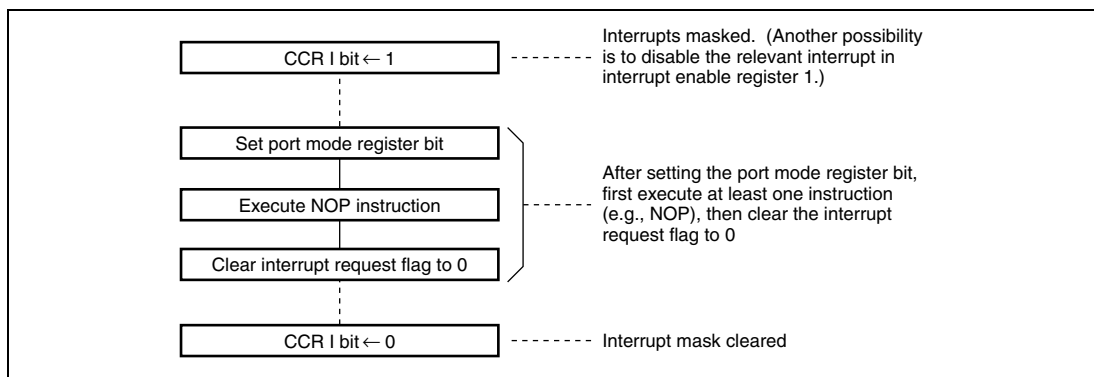 CCR I bit ← 1
Interrupts masked. (Another possibility
is to disable the relevant interrupt in
interrupt enable register 1.)
Set port mode register bit
Execute NOP instruction
Clear interrupt request flag to 0
After setting the port mode register bit,
first execute at least one instruction
(e.g., NOP), then clear the interrupt
request flag to 0
CCR I bit ← 0
Interrupt mask cleared